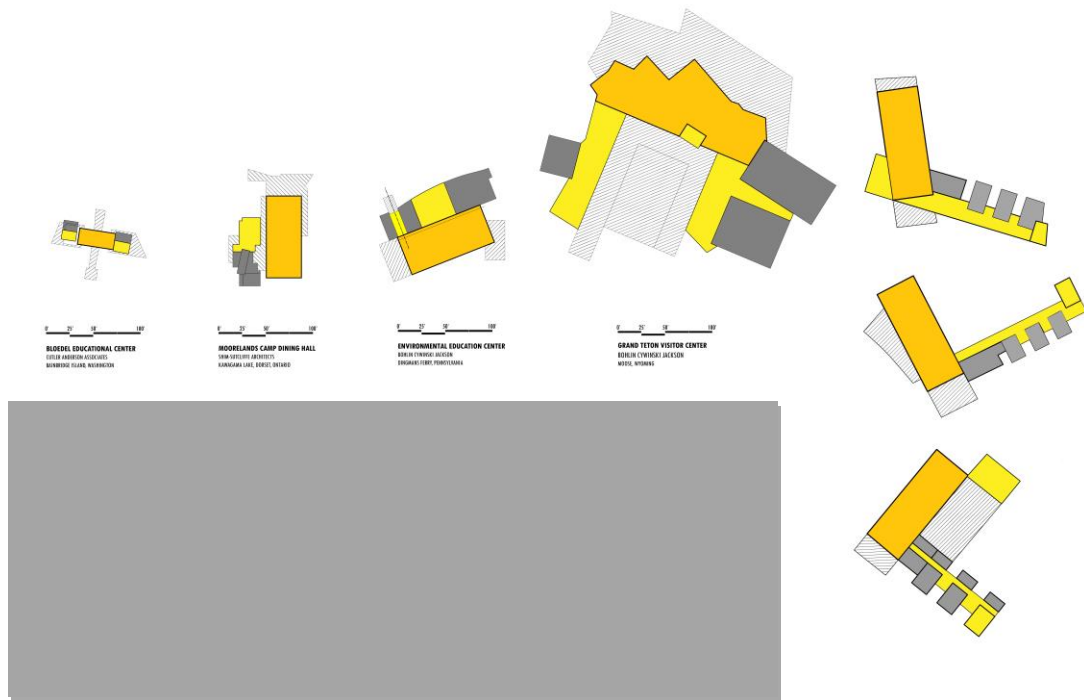 0' 25' 50' 100'
BLOEDEL EDUCATIONAL CENTER
CUTLER ANDERSON ASSOCIATES
BAINBRIDGE ISLAND, WASHINGTON
0' 25' 50' 100'
MOORELANDS CAMP DINING HALL
SHIM-SUTCLIFFE ARCHITECTS
KAWAGAMA LAKE, DORSET, ONTARIO
0' 25' 50' 100'
ENVIRONMENTAL EDUCATION CENTER
BOHLIN CYWINSKI JACKSON
DINGMANS FERRY, PENNSYLVANIA
0' 25' 50' 100'
GRAND TETON VISITOR CENTER
BOHLIN CYWINSKI JACKSON
MOOSE, WYOMING